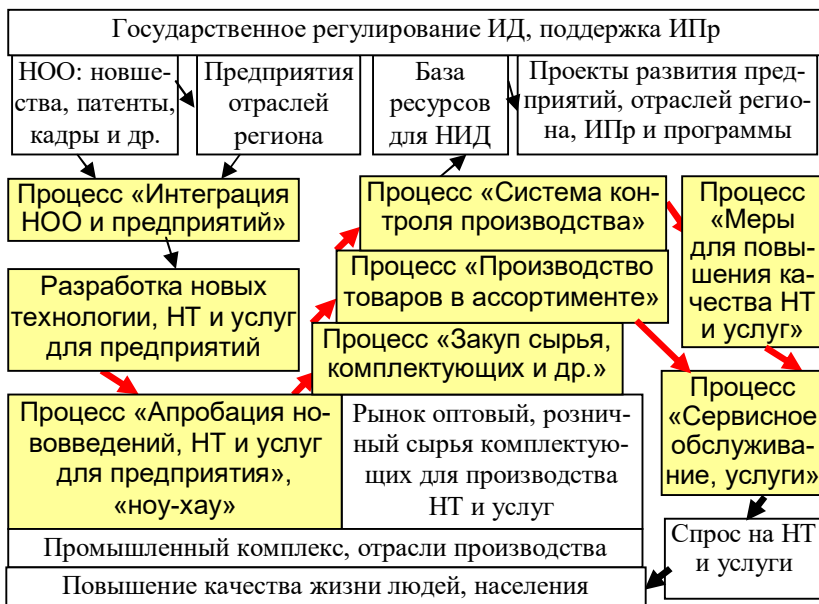 Государственное регулирование ИД, поддержка ИПр
НОО: новше-
ства, патенты,
кадры и др.
Предприятия
отраслей
региона
База
ресурсов
для НИД
Проекты развития пред-
приятий, отраслей регио-
на, ИПр и программы
Процесс «Интеграция
НОО и предприятий»
Процесс «Система кон-
троля производства»
Процесс
«Меры
для повы-
шения ка-
чества НТ
и услуг»
Процесс «Производство
товаров в ассортименте»
Разработка новых
технологии, НТ и услуг
для предприятий
Процесс «Закуп сырья,
комплектующих и др.»
Процесс
«Сервисное
обслужива-
ние, услуги»
Процесс «Апробация но-
вовведений, НТ и услуг
для предприятия»,
«ноу-хау»
Рынок оптовый, рознич-
ный сырья комплектую-
щих для производства
НТ и услуг
Спрос на НТ
и услуги
Промышленный комплекс, отрасли производства
Повышение качества жизни людей, населения